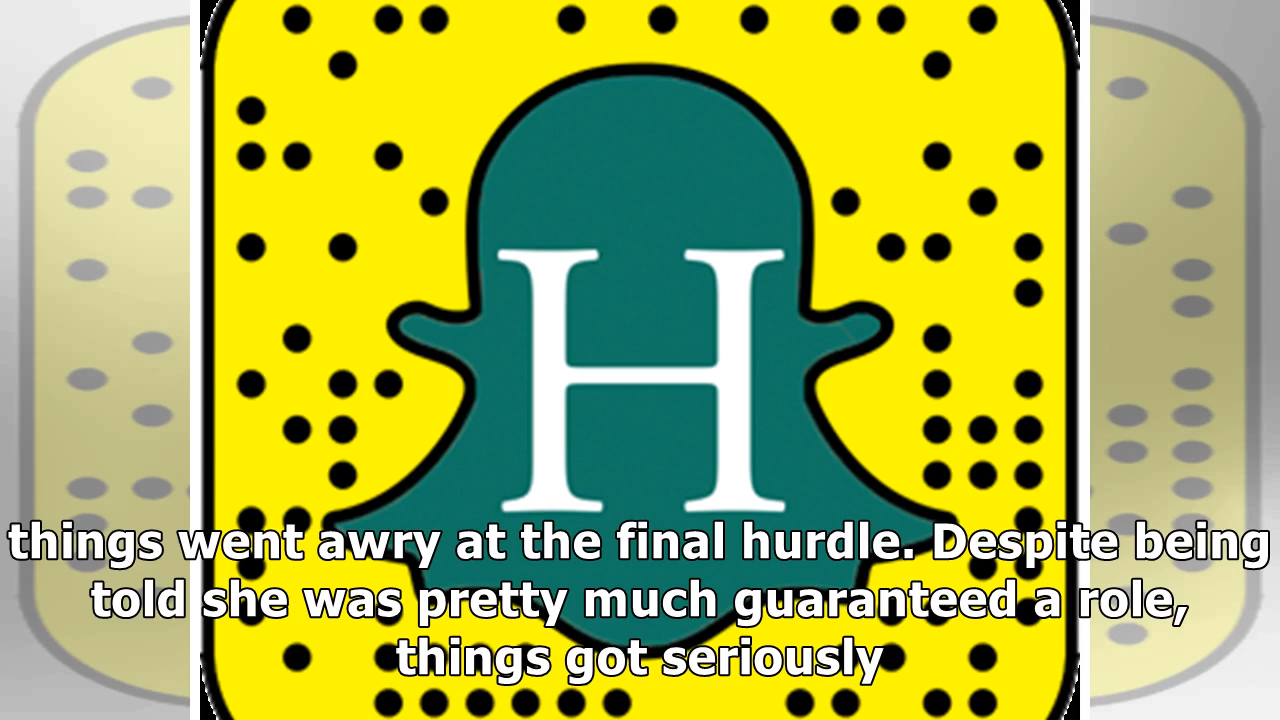 H
things went awry at the final hurdle. Despite being
told she was pretty much guaranteed a role,
things got seriously